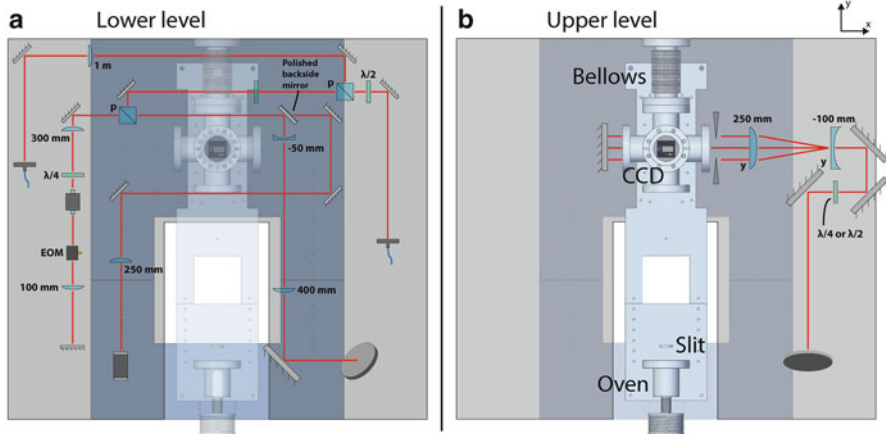 a Lower level
1 m
Polished
backside
mirror
λ/2
p
p
300 mm
-50 mm
λ/4
EOM
250 mm
100 mm
400 mm
b Upper level
y
x
Bellows
250 mm
-100 mm
CCD
y
y
λ/4 or λ/2
Slit
Oven